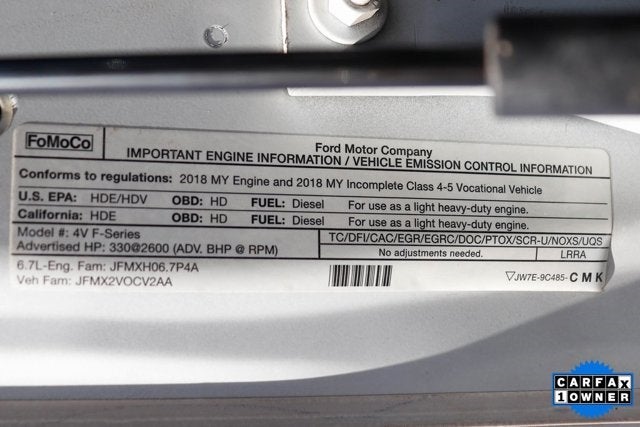 FoMoCo
Ford Motor Company
IMPORTANT ENGINE INFORMATION / VEHICLE EMISSION CONTROL INFORMATION
Conforms to regulations: 2018 MY Engine and 2018 MY Incomplete Class 4-5 Vocational Vehicle
U.S. EPA: HDE/HDV OBD: HD FUEL: Diesel For use as a light heavy-duty engine.
California: HDE OBD: HD FUEL: Diesel For use as a light heavy-duty engine.
Model #: 4V F-Series TC/DFI/CAC/EGR/EGRC/DOC/PTOX/SCR-U/NOXS/UQS
Advertised HP: 330@2600 (ADV. BHP @ RPM) No adjustments needed. LRRA
6.7L-Eng. Fam: JFMXH06.7P4A
Veh Fam: JFMX2VOCV2AA JW7E-9C485- CMK
CARFAX
1 OWNER